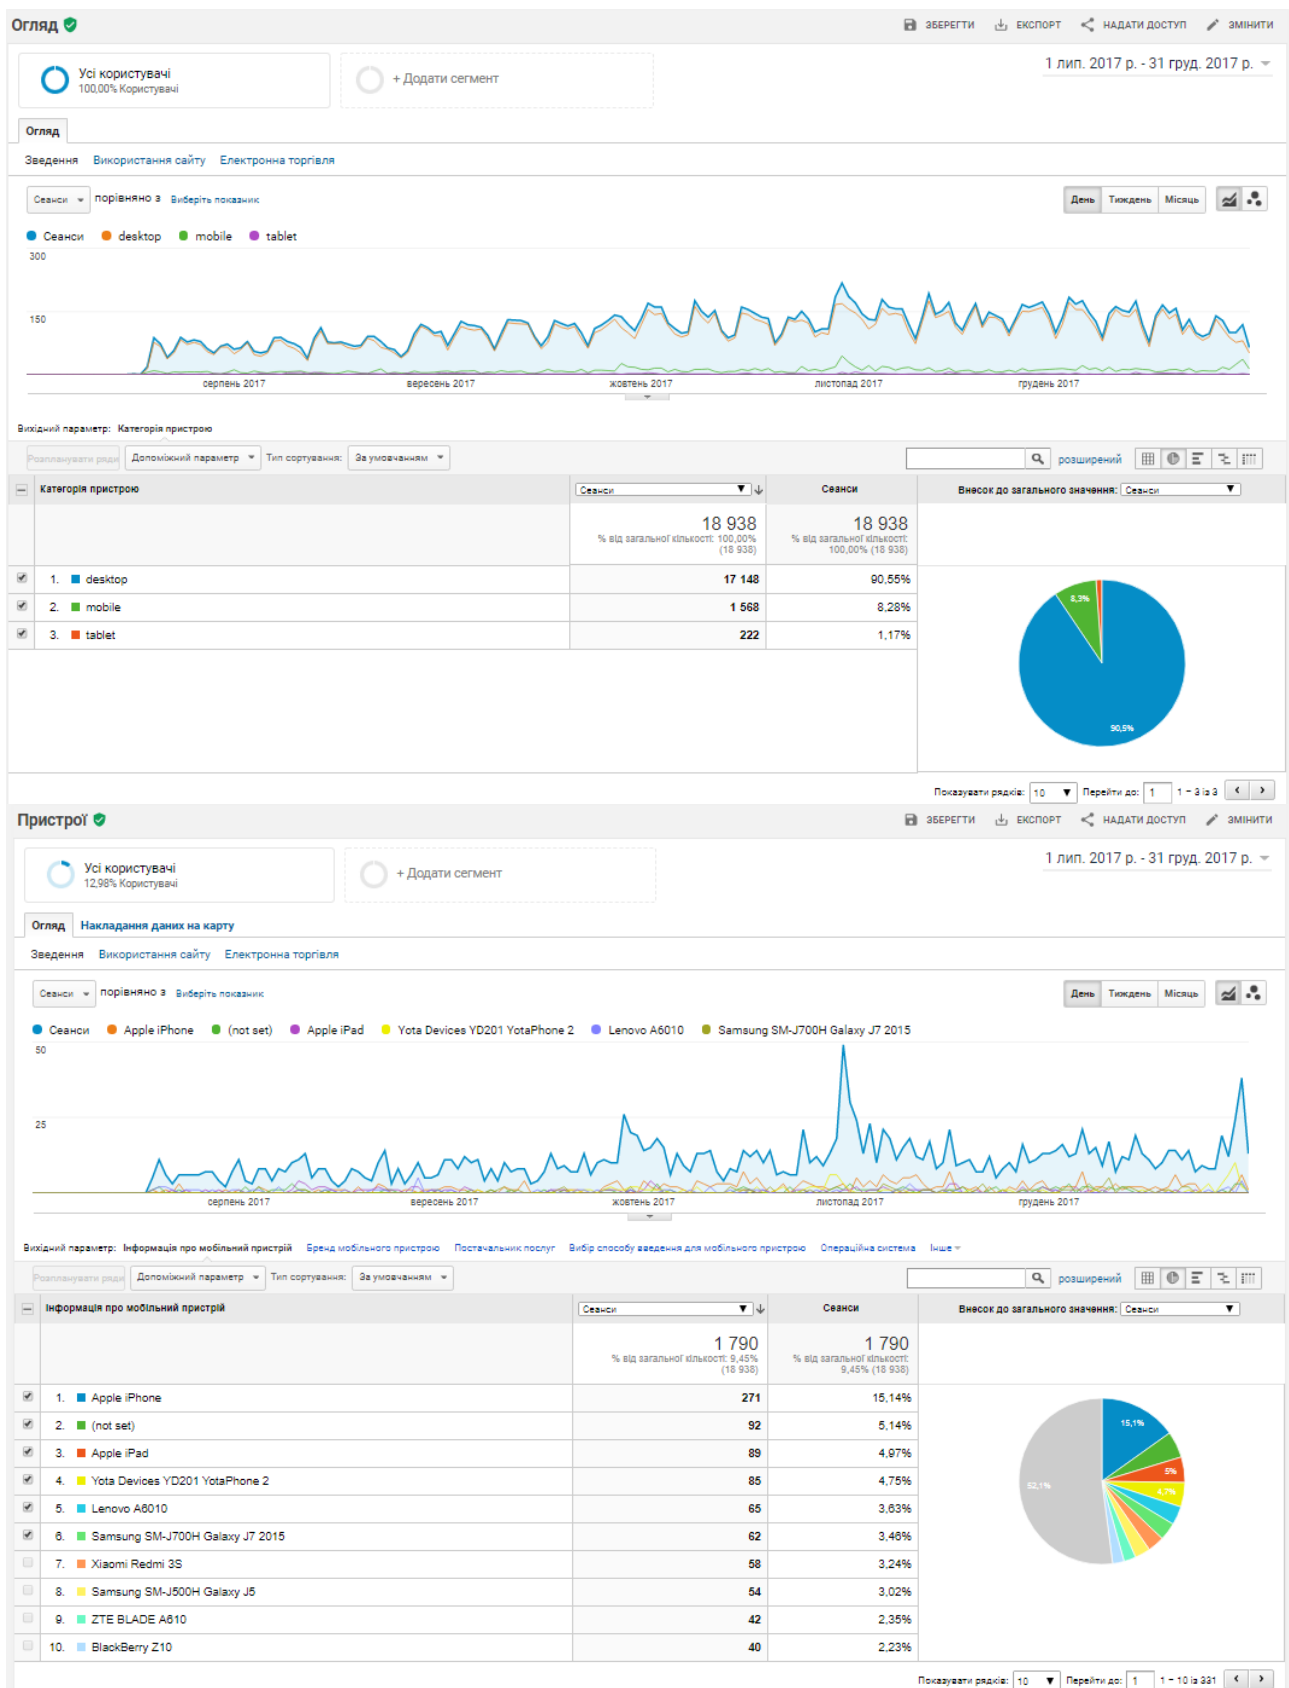 Огляд
ЗБЕРЕГТИ ЕКСПОРТ НАДАТИ ДОСТУП ЗМІНИТИ
Усі користувачі
100,00% Користувачі
+ Додати сегмент
1 лип. 2017 р. - 31 груд. 2017 р.
Огляд
Зведення Використання сайту Електронна торгівля
Сеанси порівняно з Виберіть показник
День Тиждень Місяць
Сеанси desktop mobile tablet
300
150
серпень 2017 вересень 2017 жовтень 2017 листопад 2017 грудень 2017
Вихідний параметр: Категорія пристрою
Розпланувати ряди Допоміжний параметр Тип сортування: За умовчанням розширений
Категорія пристрою Сеанси Сеанси Внесок до загального значення: Сеанси
18 938 18 938
% від загальної кількості: 100,00% (18 938) % від загальної кількості: 100,00% (18 938)
1. desktop 17 148 90,55%
2. mobile 1 568 8,28%
3. tablet 222 1,17%
8,3%
90,5%
Показувати рядків: 10 Перейти до: 1 1 – 3 із 3
Пристрої
ЗБЕРЕГТИ ЕКСПОРТ НАДАТИ ДОСТУП ЗМІНИТИ
Усі користувачі
12,98% Користувачі
+ Додати сегмент
1 лип. 2017 р. - 31 груд. 2017 р.
Огляд Накладання даних на карту
Зведення Використання сайту Електронна торгівля
Сеанси порівняно з Виберіть показник
День Тиждень Місяць
Сеанси Apple iPhone (not set) Apple iPad Yota Devices YD201 YotaPhone 2 Lenovo A6010 Samsung SM-J700H Galaxy J7 2015
50
25
серпень 2017 вересень 2017 жовтень 2017 листопад 2017 грудень 2017
Вихідний параметр: Інформація про мобільний пристрій Бренд мобільного пристрою Постачальник послуг Вибір способу введення для мобільного пристрою Операційна система Інше
Розпланувати ряди Допоміжний параметр Тип сортування: За умовчанням розширений
Інформація про мобільний пристрій Сеанси Сеанси Внесок до загального значення: Сеанси
1 790 1 790
% від загальної кількості: 9,45% (18 938) % від загальної кількості: 9,45% (18 938)
1. Apple iPhone 271 15,14%
2. (not set) 92 5,14%
3. Apple iPad 89 4,97%
4. Yota Devices YD201 YotaPhone 2 85 4,75%
5. Lenovo A6010 65 3,63%
6. Samsung SM-J700H Galaxy J7 2015 62 3,46%
7. Xiaomi Redmi 3S 58 3,24%
8. Samsung SM-J500H Galaxy J5 54 3,02%
9. ZTE BLADE A610 42 2,35%
10. BlackBerry Z10 40 2,23%
15,1%
5%
4,7%
52,1%
Показувати рядків: 10 Перейти до: 1 1 – 10 із 331